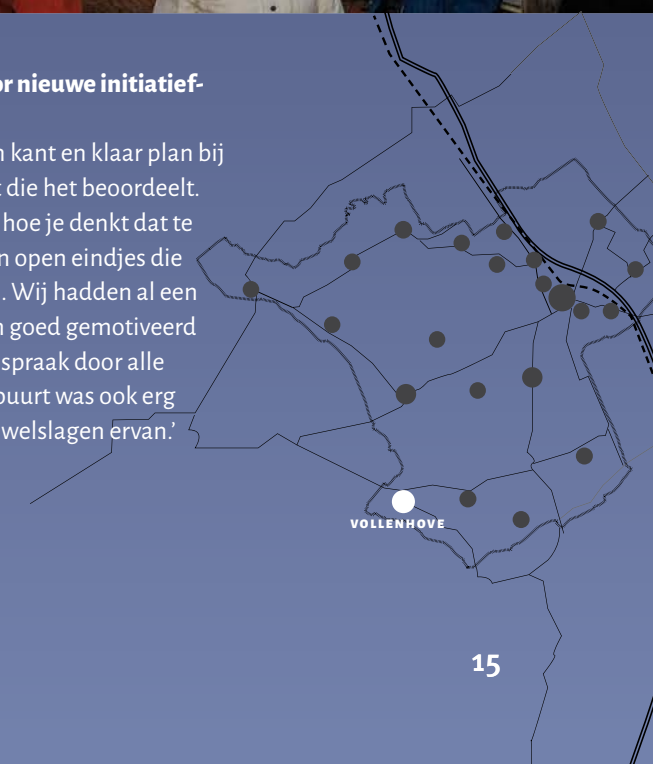 or nieuwe initiatief-
kant en klaar plan bij
die het beoordeelt.
hoe je denkt dat te
n open eindjes die
. Wij hadden al een
n goed gemotiveerd
spraak door alle
buurt was ook erg
welslagen ervan.’
VOLLENHOVE
15